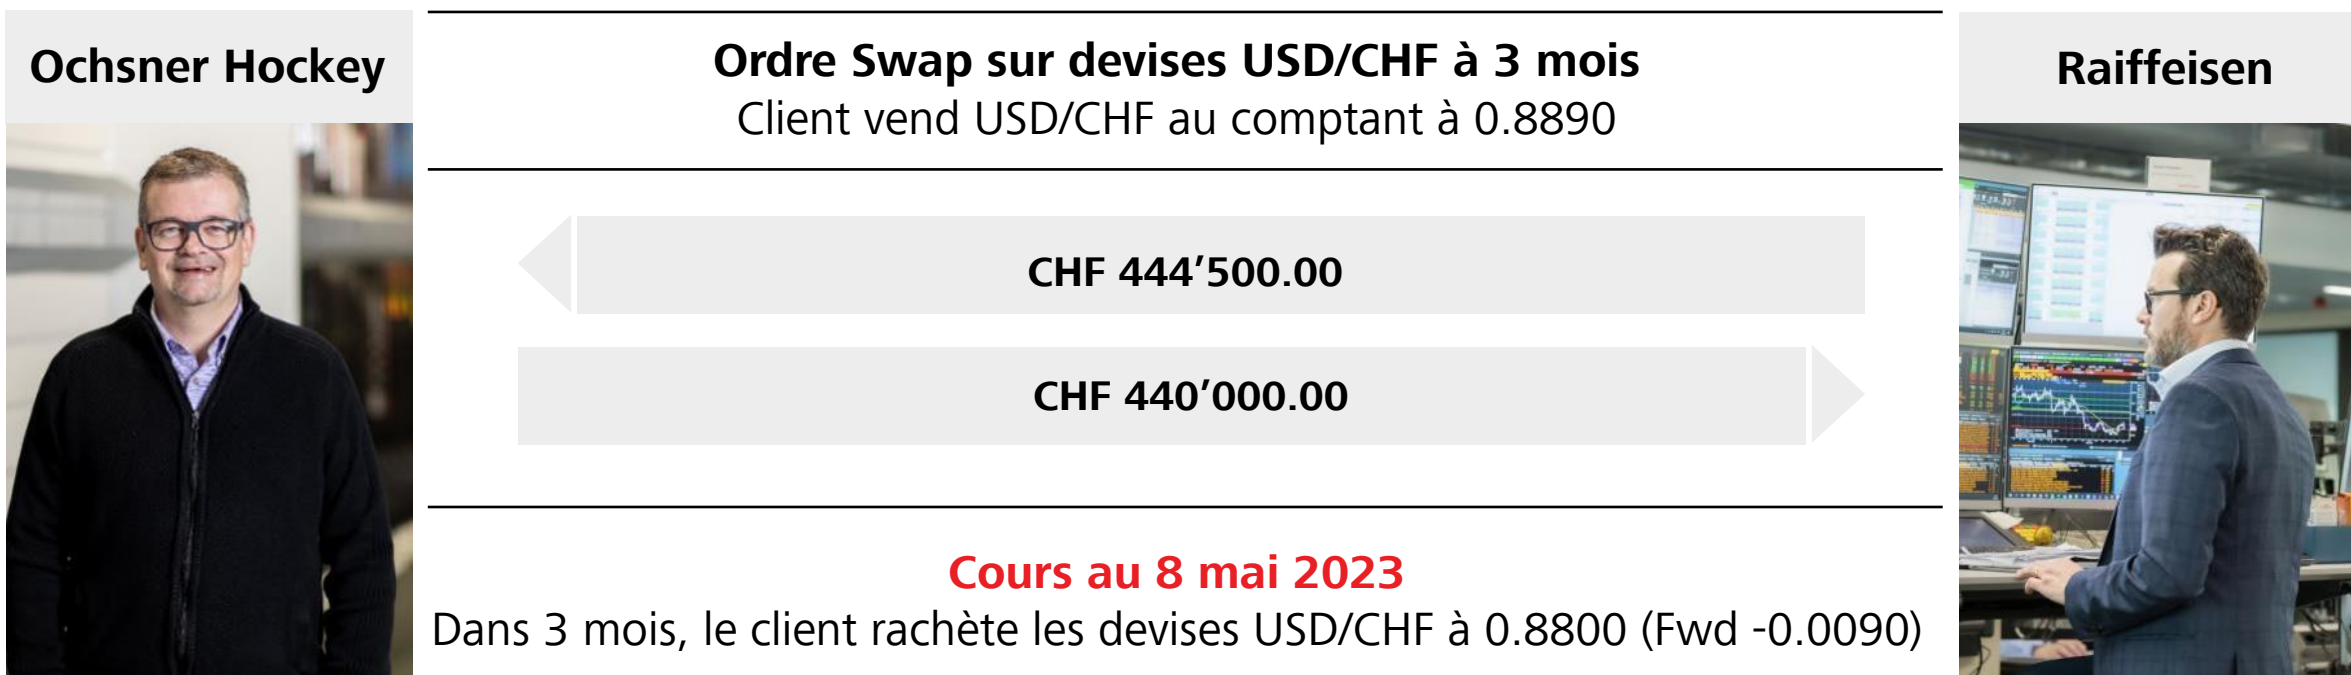 Ochsner Hockey
Ordre Swap sur devises USD/CHF à 3 mois
Client vend USD/CHF au comptant à 0.8890
Raiffeisen
CHF 444’500.00
CHF 440’000.00
Cours au 8 mai 2023
Dans 3 mois, le client rachète les devises USD/CHF à 0.8800 (Fwd -0.0090)